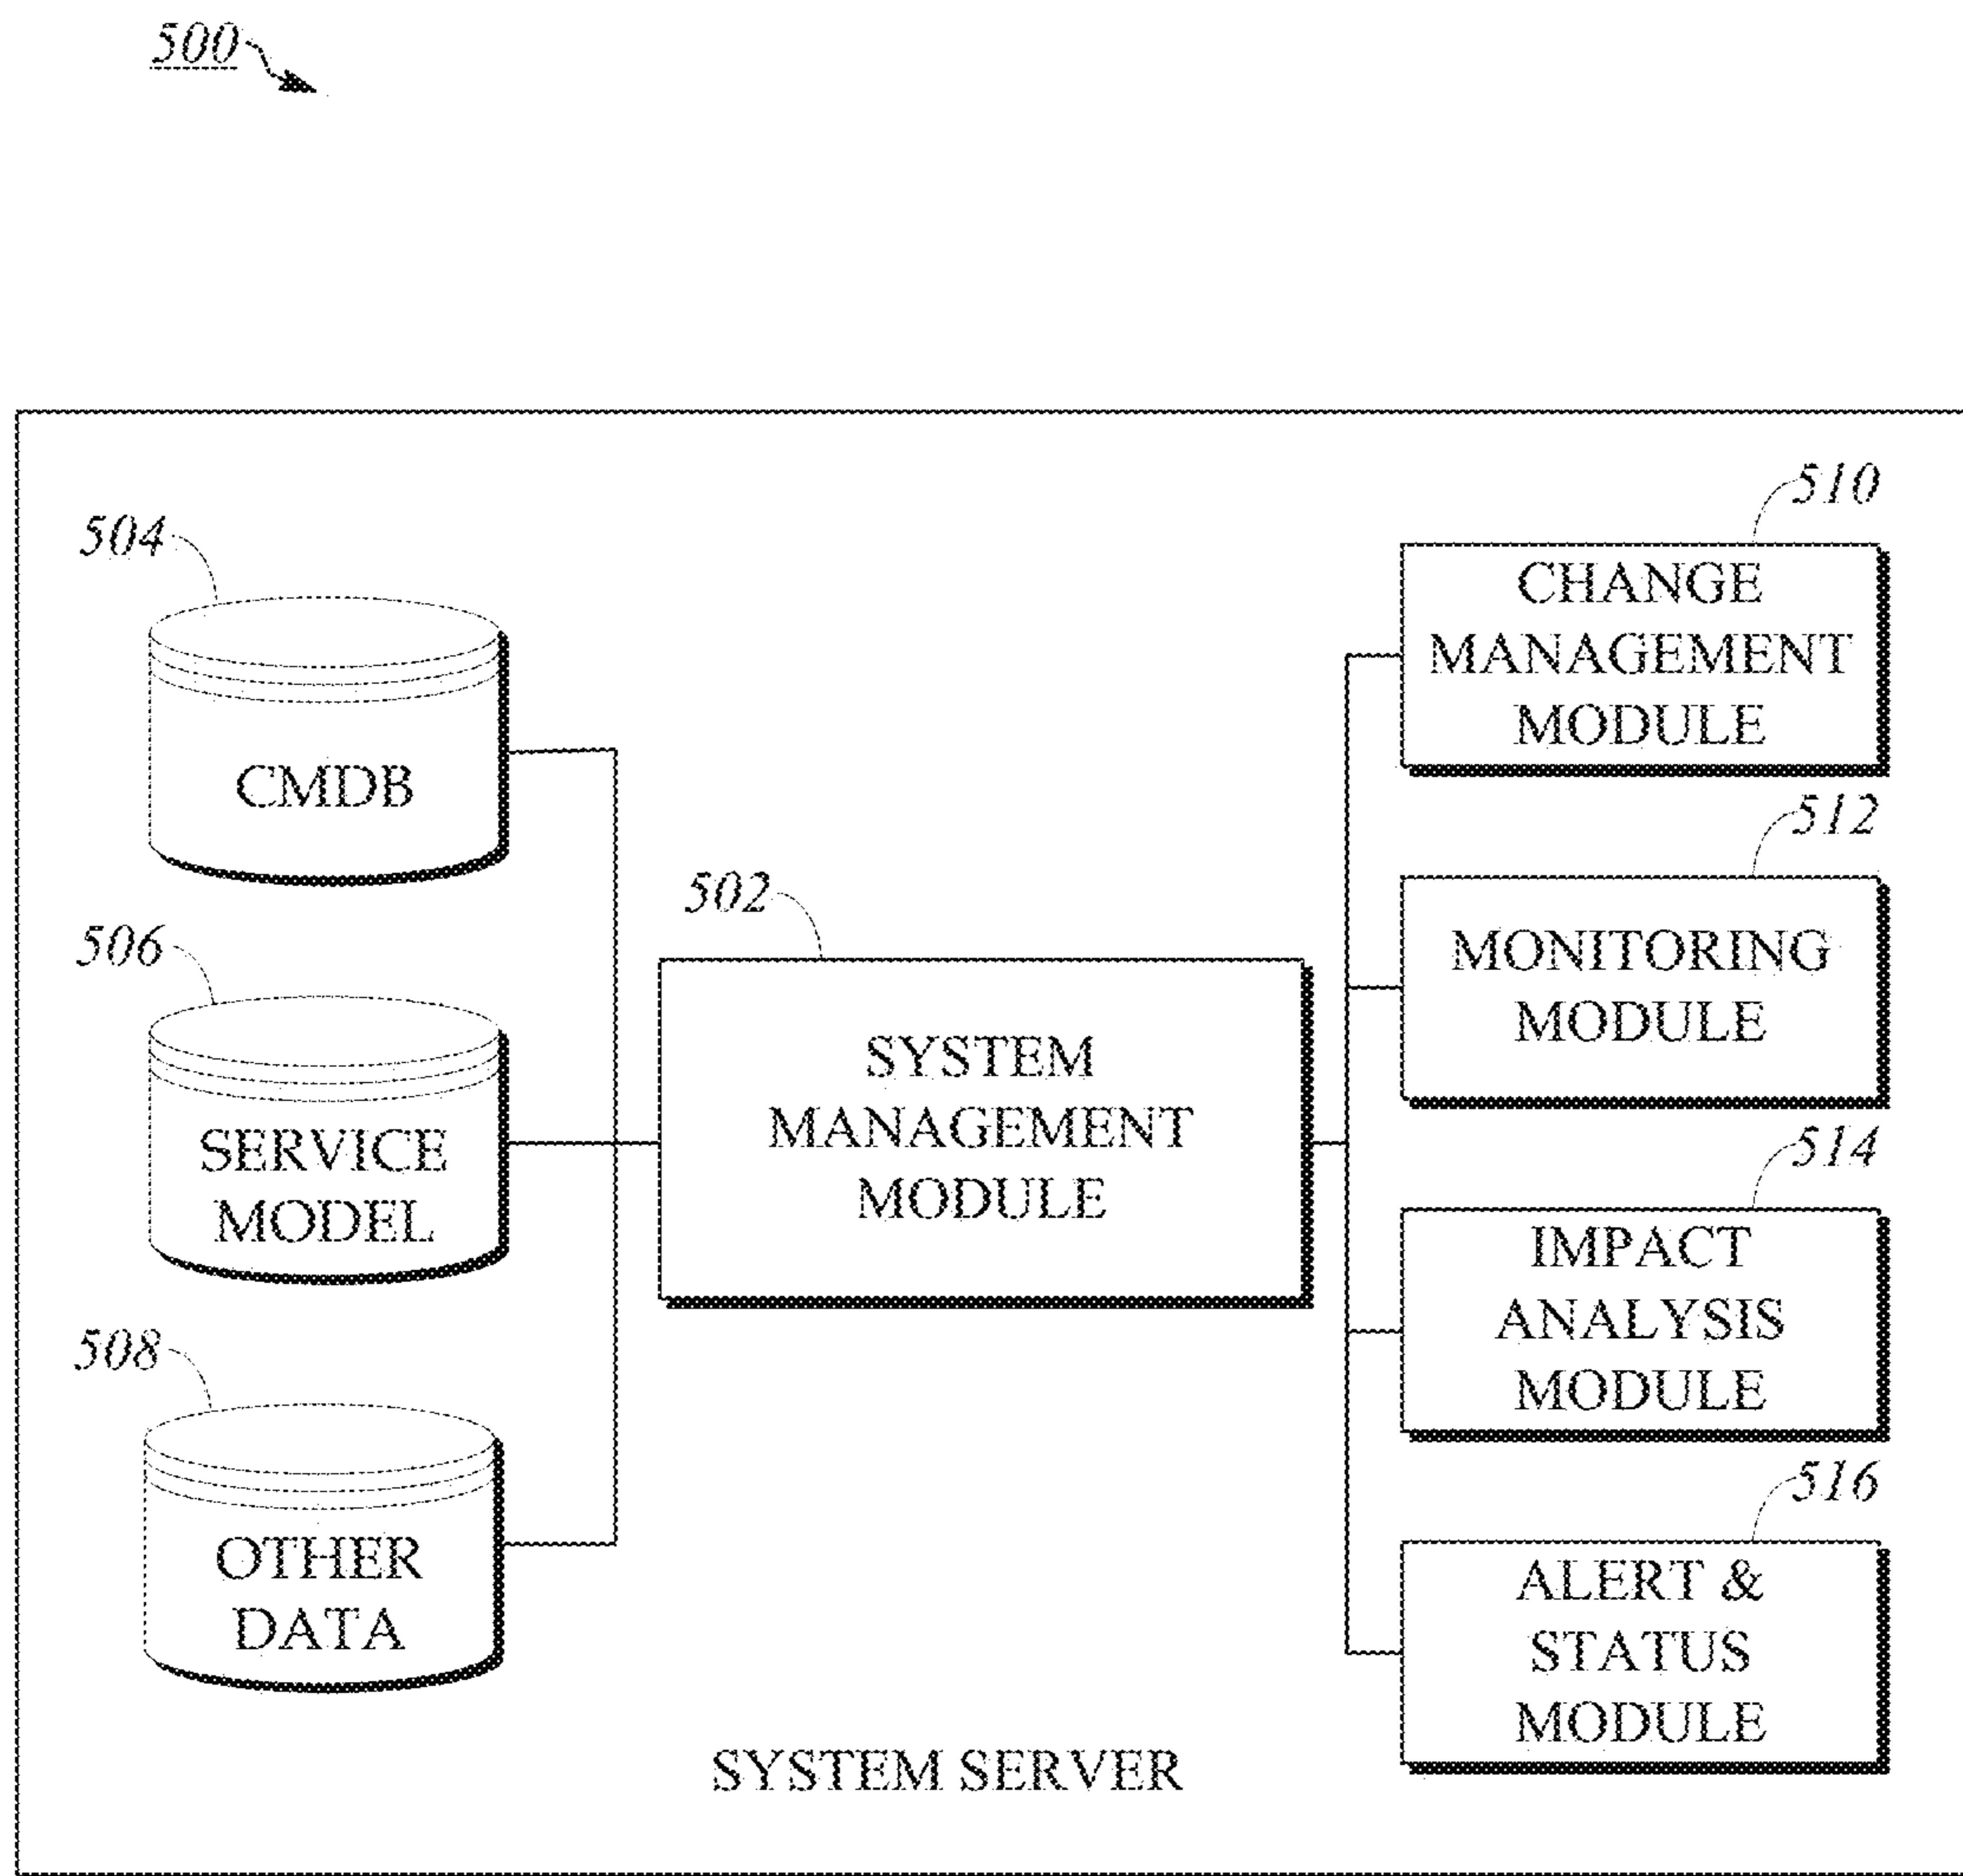 500
510
CHANGE
MANAGEMENT
MODULE
504
CMDB
512
MONITORING
MODULE
502
506
SYSTEM
MANAGEMENT
MODULE
SERVICE
MODEL
514
IMPACT
ANALYSIS
MODULE
508
OTHER
DATA
516
ALERT &
STATUS
MODULE
SYSTEM SERVER